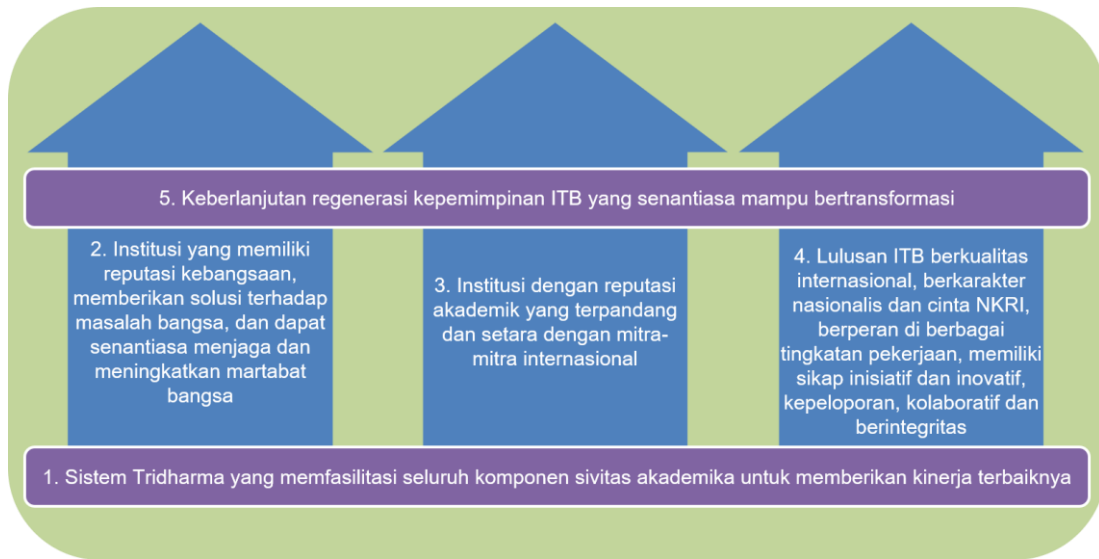 5. Keberlanjutan regenerasi kepemimpinan ITB yang senantiasa mampu bertransformasi
2. Institusi yang memiliki
reputasi kebangsaan,
memberikan solusi terhadap
masalah bangsa, dan dapat
senantiasa menjaga dan
meningkatkan martabat
bangsa
3. Institusi dengan reputasi
akademik yang terpandang
dan setara dengan mitra-
mitra internasional
4. Lulusan ITB berkualitas
internasional, berkarakter
nasionalis dan cinta NKRI,
berperan di berbagai
tingkatan pekerjaan, memiliki
sikap inisiatif dan inovatif,
kepeloporan, kolaboratif dan
berintegritas
1. Sistem Tridharma yang memfasilitasi seluruh komponen sivitas akademika untuk memberikan kinerja terbaiknya